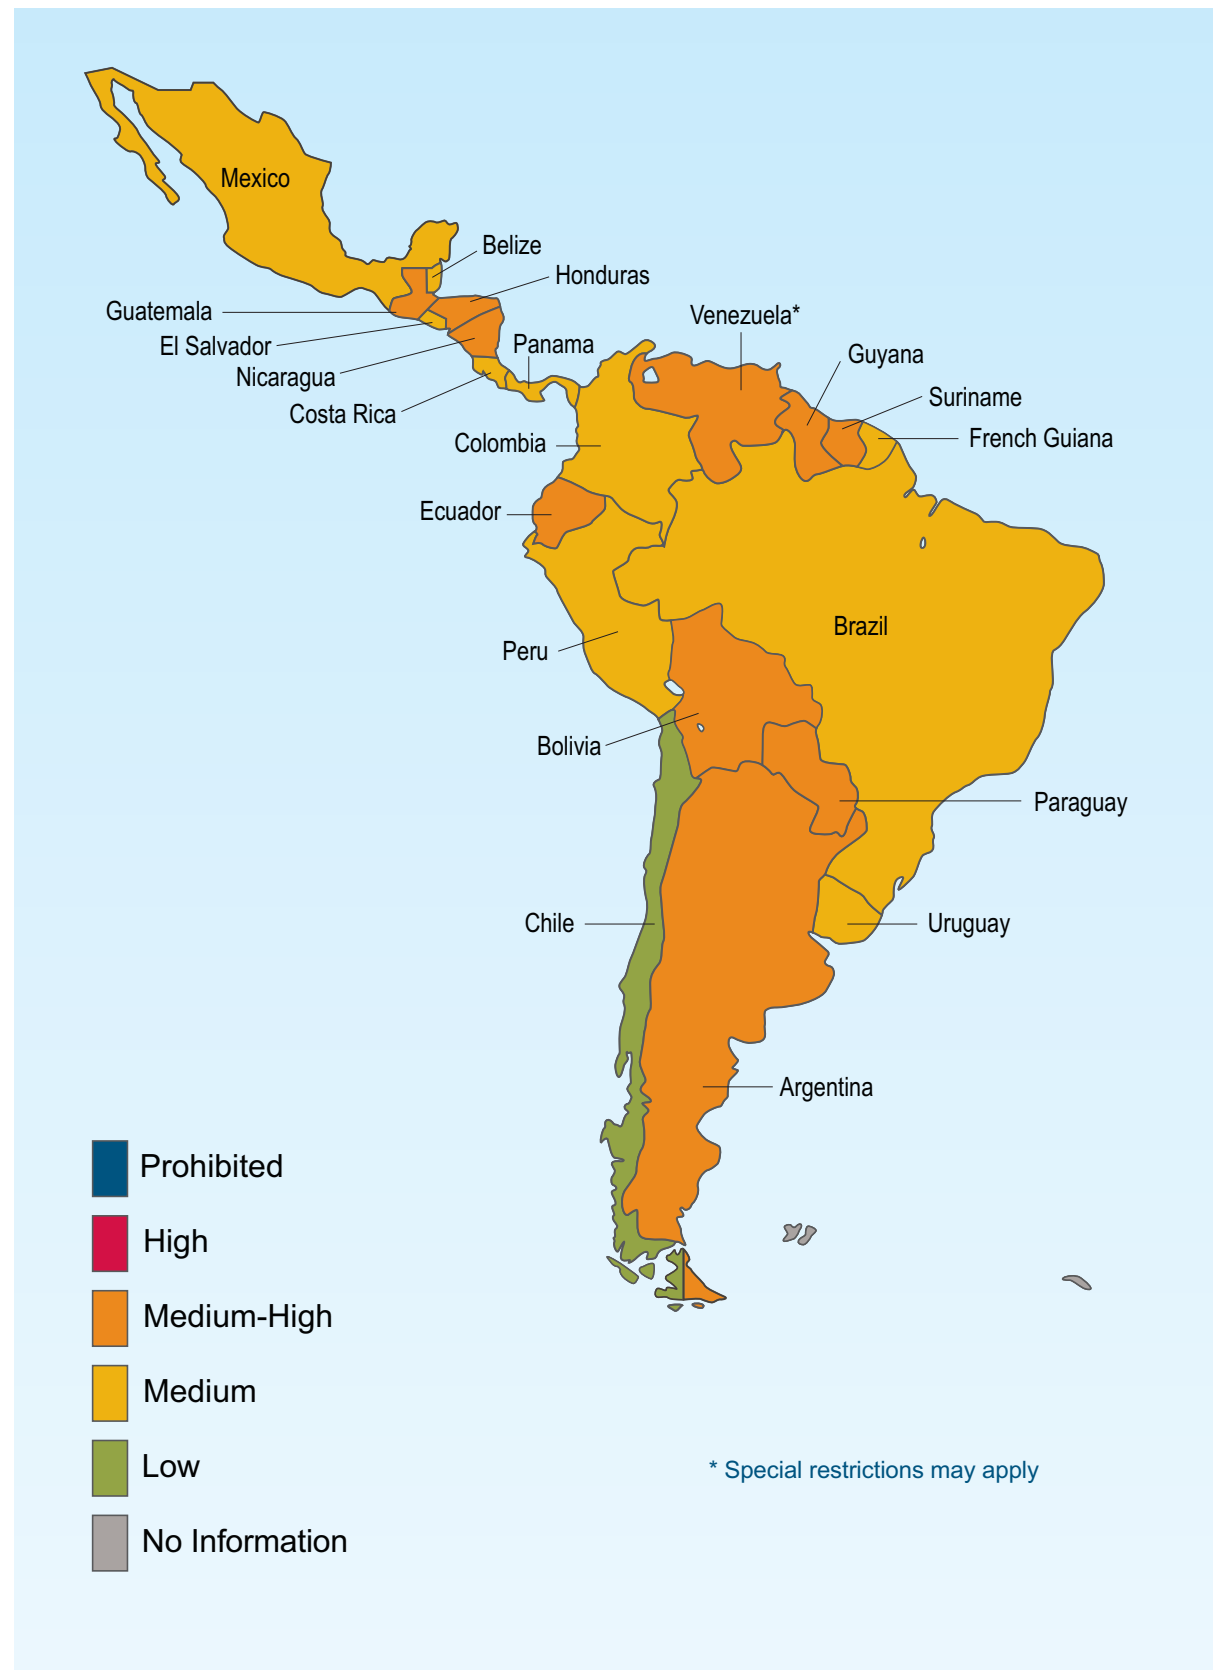 Mexico
Belize
Honduras
Guatemala
Venezuela*
El Salvador
Panama
Guyana
Nicaragua
Suriname
Costa Rica
French Guiana
Colombia
Ecuador
Brazil
Peru
Bolivia
Paraguay
Chile
Uruguay
Argentina
Prohibited
High
Medium-High
Medium
Low
* Special restrictions may apply
No Information